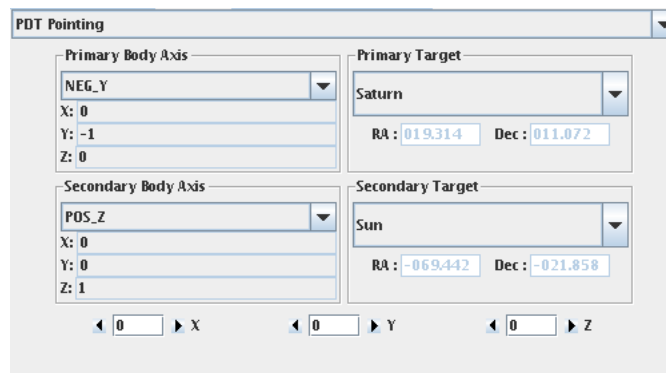 PDT Pointing
Primary Body Axis
NEG_Y
X: 0
Y: -1
Z: 0
Primary Target
Saturn
RA : 019.314 Dec : 011.072
Secondary Body Axis
POS_Z
X: 0
Y: 0
Z: 1
Secondary Target
Sun
RA : -069.442 Dec : -021.858
0 X 0 Y 0 Z